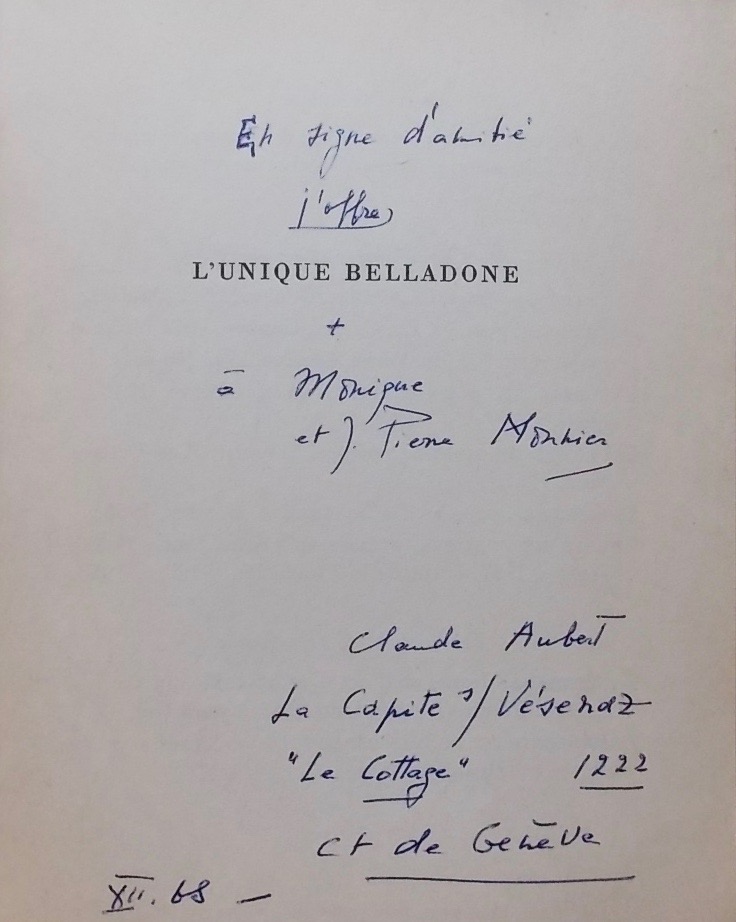 En signe d'amitié
j'offre
L'UNIQUE BELLADONE
+
à Monique
et J. Pierre Monnier
Claude Aubert
La Capite s/Vésenaz
"Le Cottage" 1222
ct de Genève
XII. 68 —